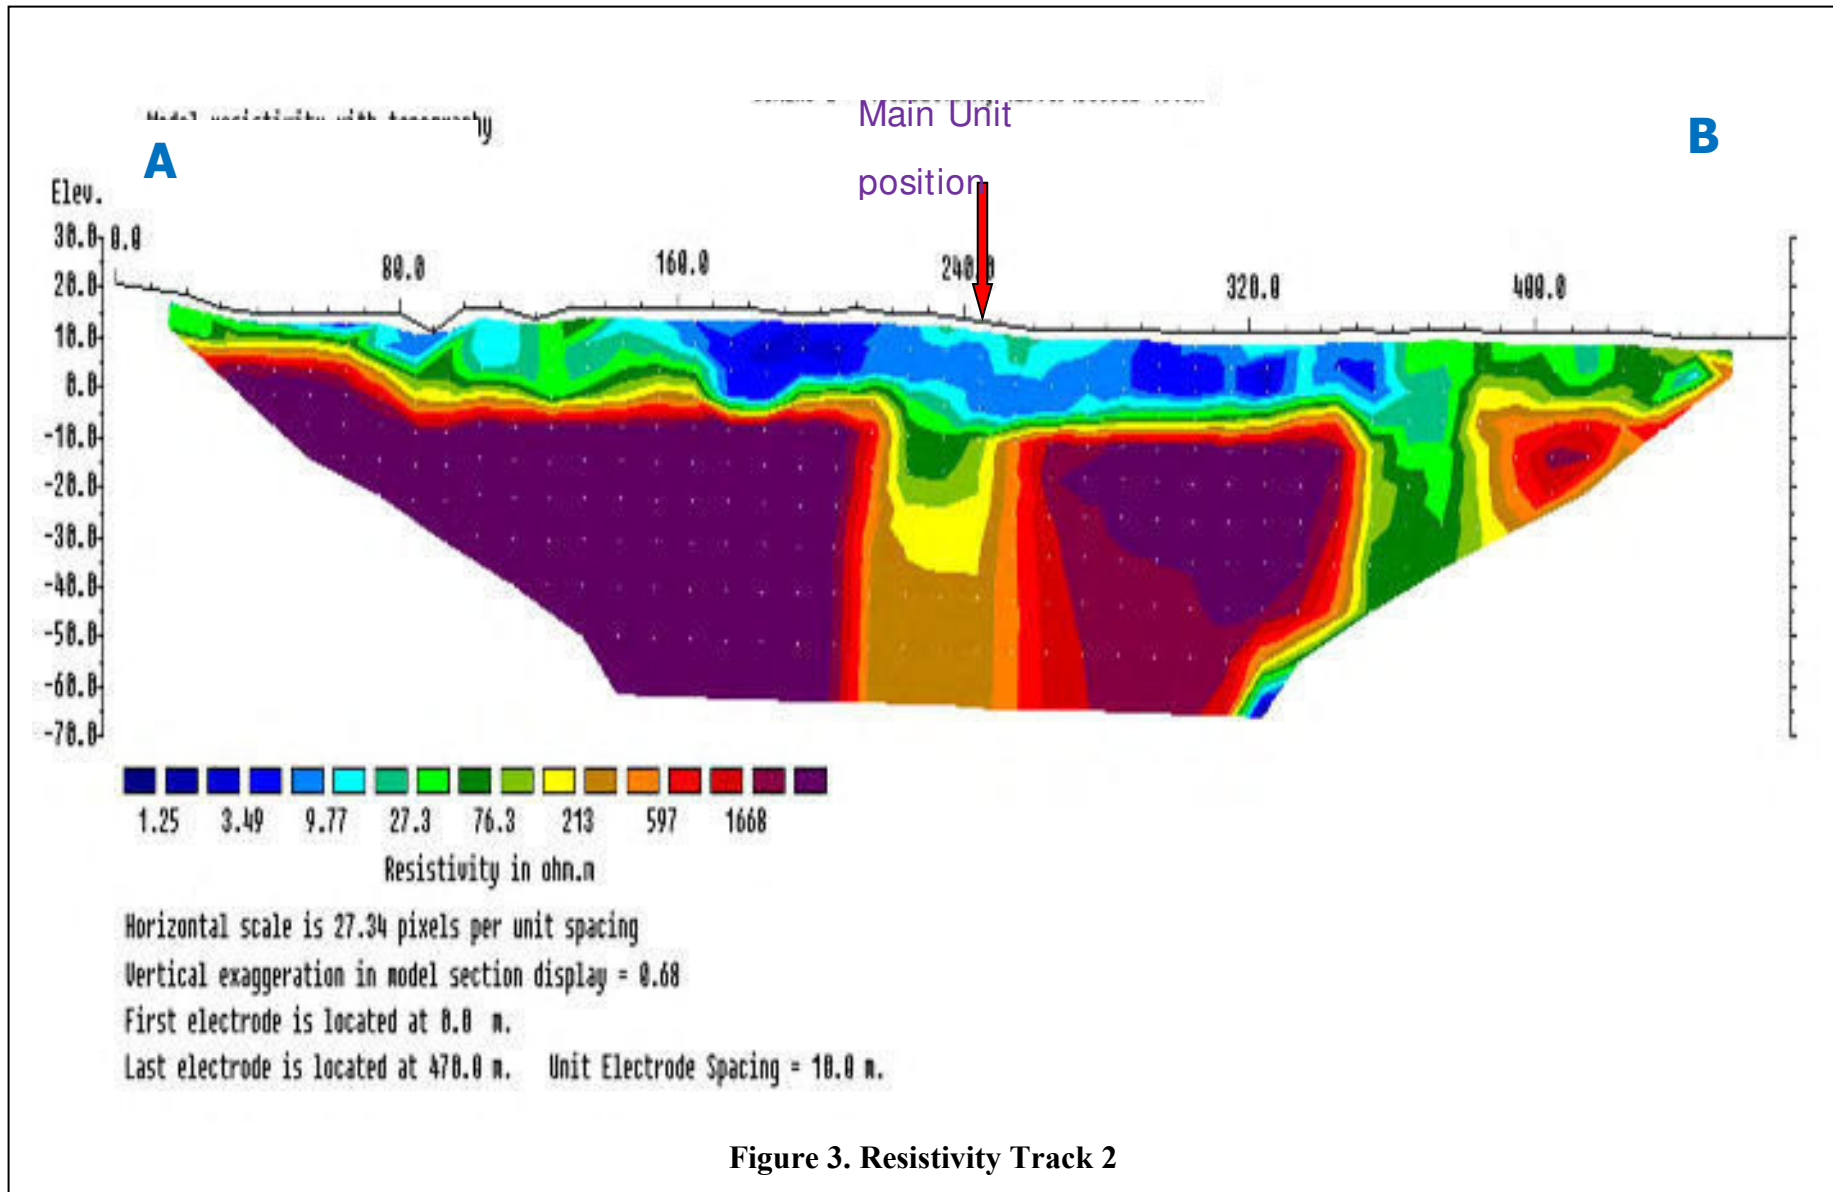 Main Unit
position
A
B
Elev.
30.0
20.0
10.0
0.0
-10.0
-20.0
-30.0
-40.0
-50.0
-60.0
-70.0
0.0 80.0 160.0 240.0 320.0 400.0
1.25 3.49 9.77 27.3 76.3 213 597 1668
Resistivity in ohm.m
Horizontal scale is 27.34 pixels per unit spacing
Vertical exaggeration in model section display = 0.68
First electrode is located at 0.0 m.
Last electrode is located at 470.0 m. Unit Electrode Spacing = 10.0 m.
Figure 3. Resistivity Track 2